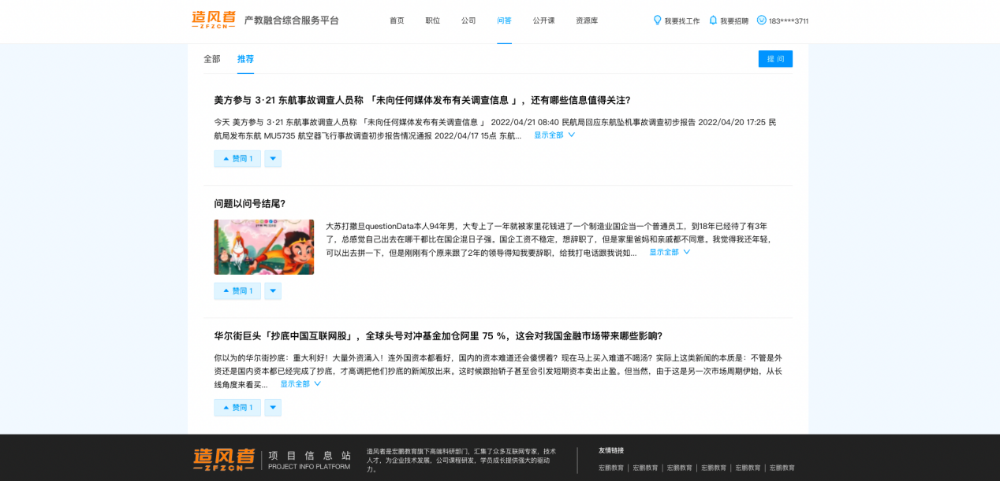 造风者
ZFZCN
产教融合综合服务平台
首页 职位 公司 问答 公开课 资源库
我要找工作 我要招聘 183****3711
全部 推荐
提 问
美方参与 3·21 东航事故调查人员称 「未向任何媒体发布有关调查信息 」，还有哪些信息值得关注？
今天 美方参与 3·21 东航事故调查人员称 「未向任何媒体发布有关调查信息 」 2022/04/21 08:40 民航局回应东航坠机事故调查初步报告 2022/04/20 17:25 民
航局发布东航 MU5735 航空器飞行事故调查初步报告情况通报 2022/04/17 15点 东航... 显示全部
赞同 1
问题以问号结尾？
大苏打撒旦questionData本人94年男，大专上了一年就被家里花钱进了一个制造业国企当一个普通员工，到18年已经待了有3年
了，总感觉自己出去在哪干都比在国企混日子强。国企工资不稳定，想辞职了，但是家里爸妈和亲戚都不同意。我觉得我还年轻，
可以出去拼一下，但是刚刚有个原来跟了2年的领导得知我要辞职，给我打电话跟我说如... 显示全部
赞同 1
华尔街巨头「抄底中国互联网股」，全球头号对冲基金加仓阿里 75 %，这会对我国金融市场带来哪些影响？
你以为的华尔街抄底：重大利好！大量外资涌入！连外国资本都看好，国内的资本难道还会傻愣着？现在马上买入难道不喝汤？实际上这类新闻的本质是：不管是外
资还是国内资本都已经完成了抄底，才高调把他们抄底的新闻放出来。这时候跟抬轿子甚至会引发短期资本卖出止盈。但当然，由于这是另一次市场周期伊始，从长
线角度来看买... 显示全部
赞同 1
造风者
ZFZCN
项目信息站
PROJECT INFO PLATFORM
造风者是宏鹏教育旗下高端科研部门，汇集了众多互联网专家，技术
人才，为企业技术发展，公司课程研发，学员成长提供强大的驱动
力。
友情链接
宏鹏教育 | 宏鹏教育 | 宏鹏教育 | 宏鹏教育 | 宏鹏教育 | 宏鹏教育